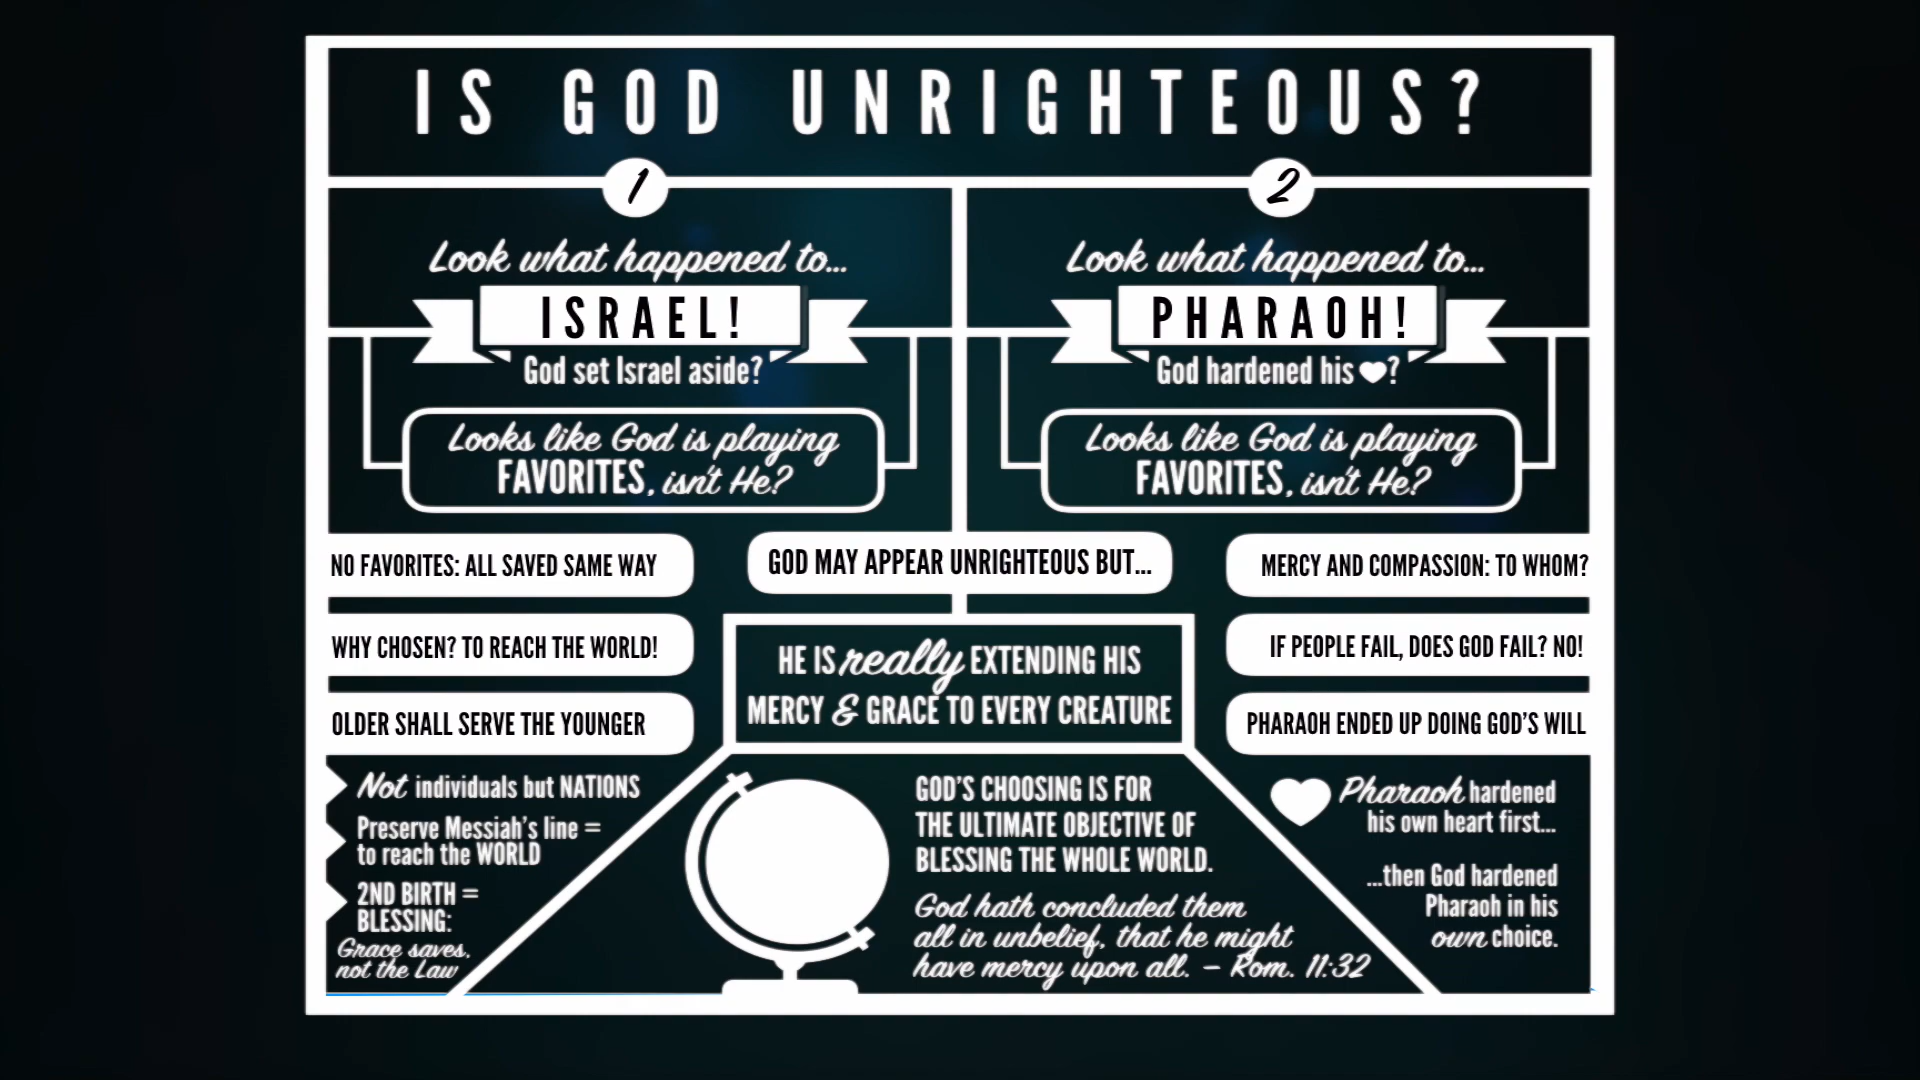 IS GOD UNRIGHTEOUS?
1
Look what happened to...
ISRAEL!
God set Israel aside?
Looks like God is playing
FAVORITES, isn't He?
2
Look what happened to...
PHARAOH!
God hardened his ♥?
Looks like God is playing
FAVORITES, isn't He?
NO FAVORITES: ALL SAVED SAME WAY
WHY CHOSEN? TO REACH THE WORLD!
OLDER SHALL SERVE THE YOUNGER
Not individuals but NATIONS
Preserve Messiah's line =
to reach the WORLD
2ND BIRTH =
BLESSING:
Grace saves,
not the Law
GOD MAY APPEAR UNRIGHTEOUS BUT...
HE IS really EXTENDING HIS
MERCY & GRACE TO EVERY CREATURE
GOD'S CHOOSING IS FOR
THE ULTIMATE OBJECTIVE OF
BLESSING THE WHOLE WORLD.
God hath concluded them
all in unbelief, that he might
have mercy upon all. – Rom. 11:32
MERCY AND COMPASSION: TO WHOM?
IF PEOPLE FAIL, DOES GOD FAIL? NO!
PHARAOH ENDED UP DOING GOD'S WILL
Pharaoh hardened
his own heart first...
...then God hardened
Pharaoh in his
own choice.